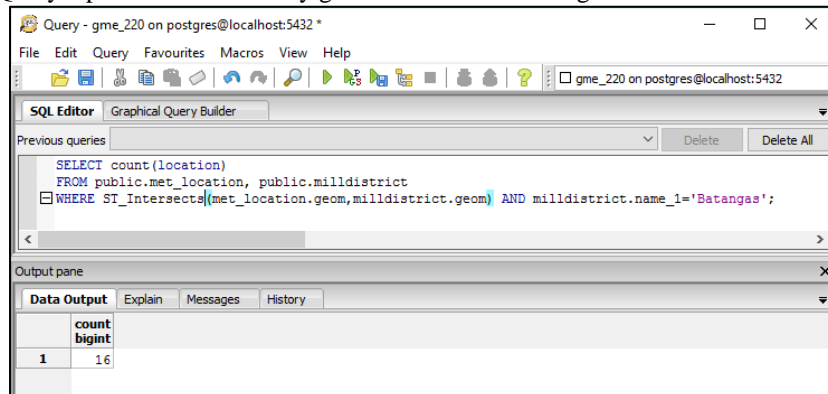 Query - gme_220 on postgres@localhost:5432 *
File Edit Query Favourites Macros View Help
gme_220 on postgres@localhost:5432
SQL Editor Graphical Query Builder
Previous queries Delete Delete All
SELECT count(location)
FROM public.met_location, public.milldistrict
WHERE ST_Intersects(met_location.geom,milldistrict.geom) AND milldistrict.name_1='Batangas';
Output pane
Data Output Explain Messages History
count
bigint
1 16